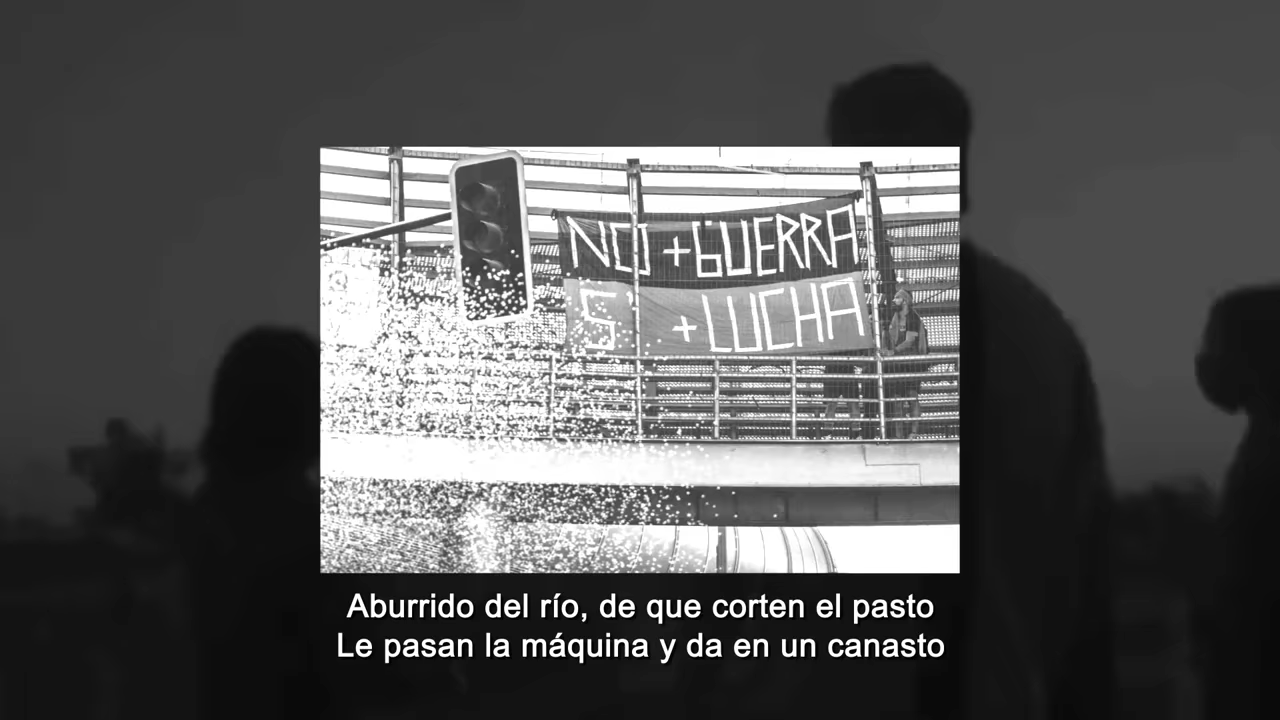 NO + GUERRA
SI + LUCHA
Aburrido del río, de que corten el pasto
Le pasan la máquina y da en un canasto